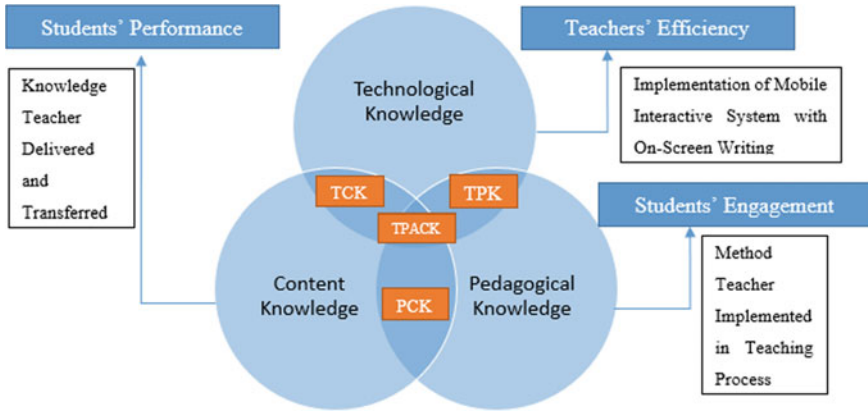 Students' Performance
Knowledge
Teacher
Delivered
and
Transferred
Technological
Knowledge
Teachers' Efficiency
Implementation of Mobile
Interactive System with
On-Screen Writing
TCK
TPK
TPACK
Students' Engagement
Content
Knowledge
PCK
Pedagogical
Knowledge
Method
Teacher
Implemented
in Teaching
Process